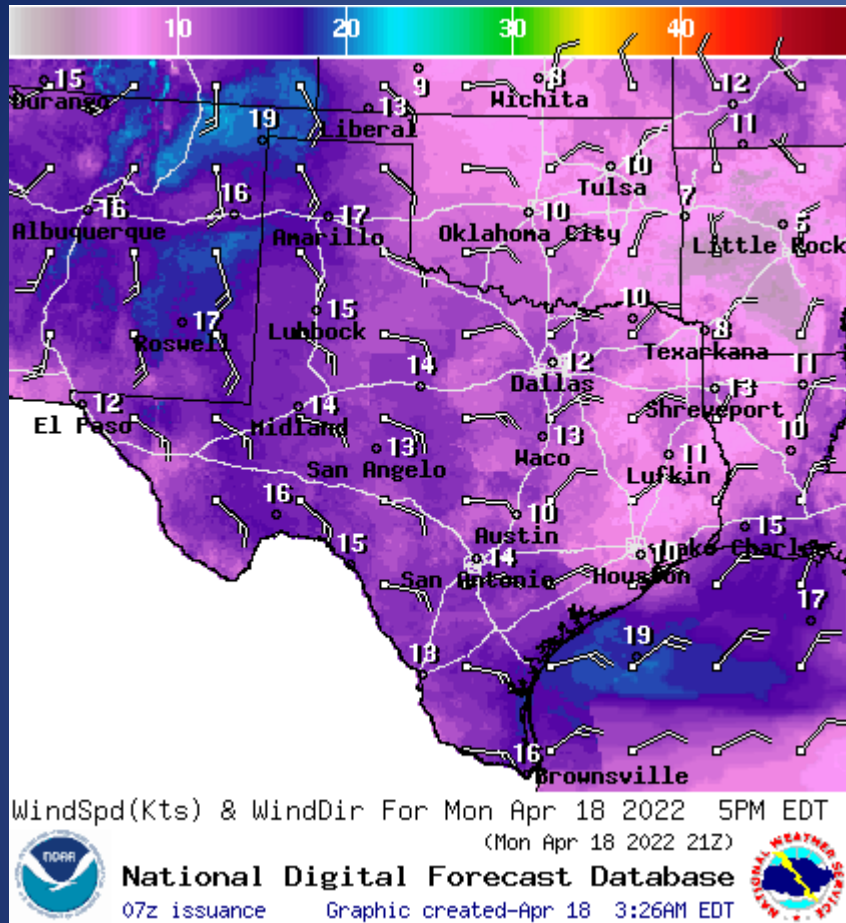 10 20 30 40
15 9 8 12
Durango Wichita
13
Liberal
19 11
10
Tulsa
16 16 17 10 7 5
Albuquerque Amarillo Oklahoma City Little Rock
17 15 10 8
Roswell Lubbock Texarkana
14 12 11
Dallas
12 14 13
El Paso Midland Shreveport
13 13 11 10
San Angelo Waco Lufkin
16 10 15
Austin
15 14 10 Lake Charles
San Antonio Houston
17
13 19
16
Brownsville
WindSpd(Kts) & WindDir For Mon Apr 18 2022 5PM EDT
(Mon Apr 18 2022 21Z)
NOAA
NATIONAL WEATHER SERVICE
National Digital Forecast Database
07z issuance Graphic created-Apr 18 3:26AM EDT